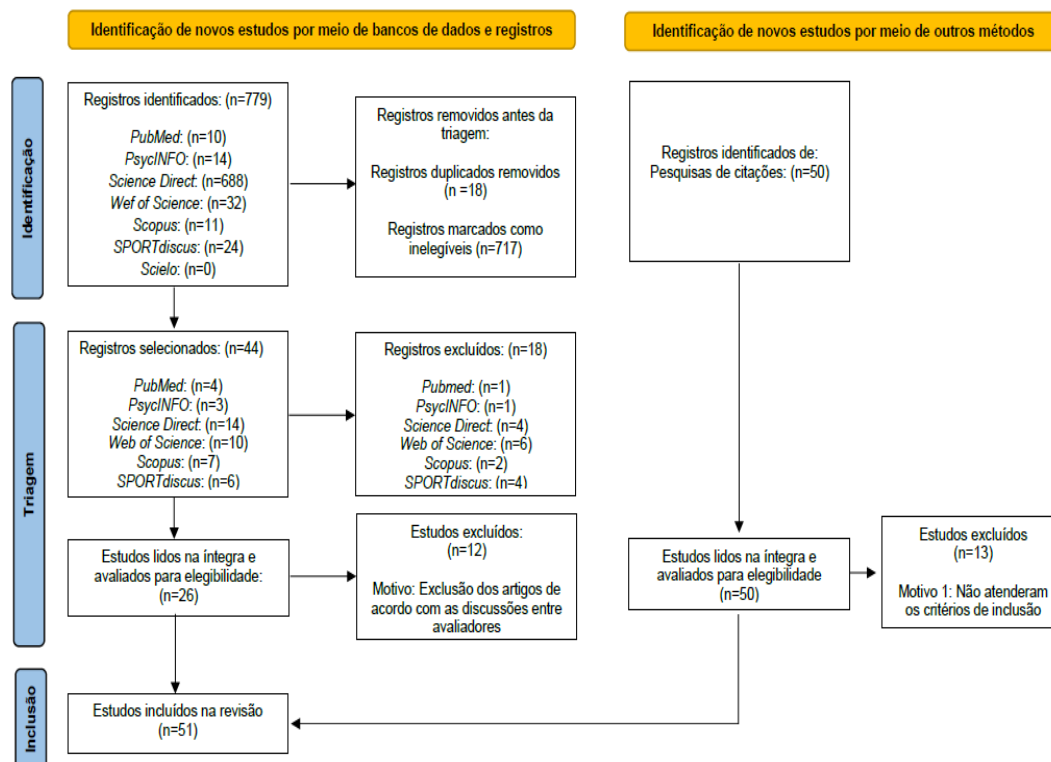 Identificação de novos estudos por meio de bancos de dados e registros
Identificação de novos estudos por meio de outros métodos
Identificação
Registros identificados: (n=779)
PubMed: (n=10)
PsycINFO: (n=14)
Science Direct: (n=688)
Wef of Science: (n=32)
Scopus: (n=11)
SPORTdiscus: (n=24)
Scielo: (n=0)
Registros removidos antes da
triagem:
Registros duplicados removidos
(n =18)
Registros marcados como
inelegíveis (n=717)
Registros identificados de:
Pesquisas de citações: (n=50)
Triagem
Registros selecionados: (n=44)
PubMed: (n=4)
PsycINFO: (n=3)
Science Direct: (n=14)
Web of Science: (n=10)
Scopus: (n=7)
SPORTdiscus: (n=6)
Registros excluídos: (n=18)
Pubmed: (n=1)
PsycINFO: (n=1)
Science Direct: (n=4)
Web of Science: (n=6)
Scopus: (n=2)
SPORTdiscus: (n=4)
Estudos lidos na íntegra e
avaliados para elegibilidade:
(n=26)
Estudos excluídos:
(n=12)
Motivo: Exclusão dos artigos de
acordo com as discussões entre
avaliadores
Estudos lidos na íntegra e
avaliados para elegibilidade
(n=50)
Estudos excluídos
(n=13)
Motivo 1: Não atenderam
os critérios de inclusão
Inclusão
Estudos incluídos na revisão
(n=51)